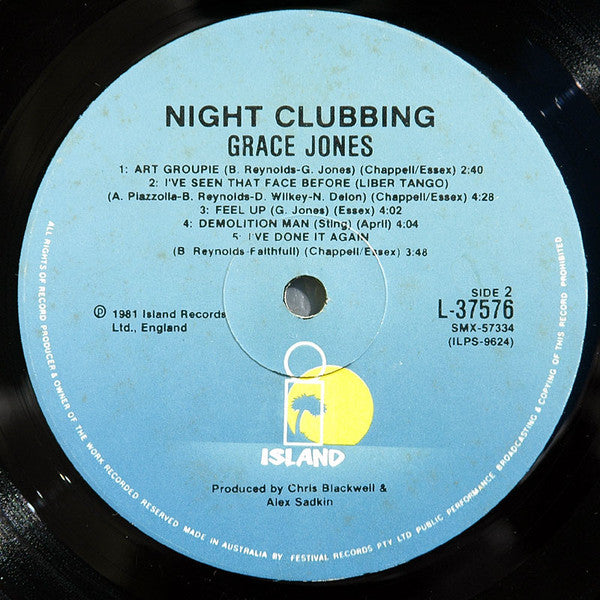 NIGHT CLUBBING
GRACE JONES
1: ART GROUPIE (B. Reynolds-G. Jones) (Chappell/Essex) 2:40
2: I'VE SEEN THAT FACE BEFORE (LIBER TANGO)
(A. Piazzolla-B. Reynolds-D. Wilkey-N. Delon) (Chappell/Essex) 4:28
3: FEEL UP (G. Jones) (Essex) 4:02
4: DEMOLITION MAN (Sting) (April) 4:04
5: I'VE DONE IT AGAIN
(B Reynolds-Faithfull) (Chappell/Essex) 3:48
℗ 1981 Island Records
Ltd., England
SIDE 2
L-37576
SMX-57334
(ILPS-9624)
ISLAND
Produced by Chris Blackwell &
Alex Sadkin
ALL RIGHTS OF RECORD PRODUCER & OWNER OF THE WORK RECORDED RESERVED MADE IN AUSTRALIA BY FESTIVAL RECORDS PTY LTD PUBLIC PERFORMANCE BROADCASTING & COPYING OF THIS RECORD PROHIBITED